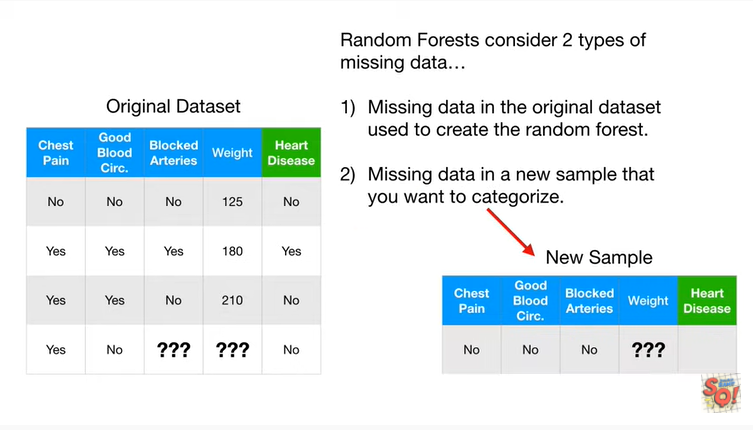 Random Forests consider 2 types of
missing data…
1) Missing data in the original dataset
used to create the random forest.
2) Missing data in a new sample that
you want to categorize.
Original Dataset
Chest Pain Good Blood Circ. Blocked Arteries Weight Heart Disease
No No No 125 No
Yes Yes Yes 180 Yes
Yes Yes No 210 No
Yes No ??? ??? No
New Sample
Chest Pain Good Blood Circ. Blocked Arteries Weight Heart Disease
No No No ???
SQ!